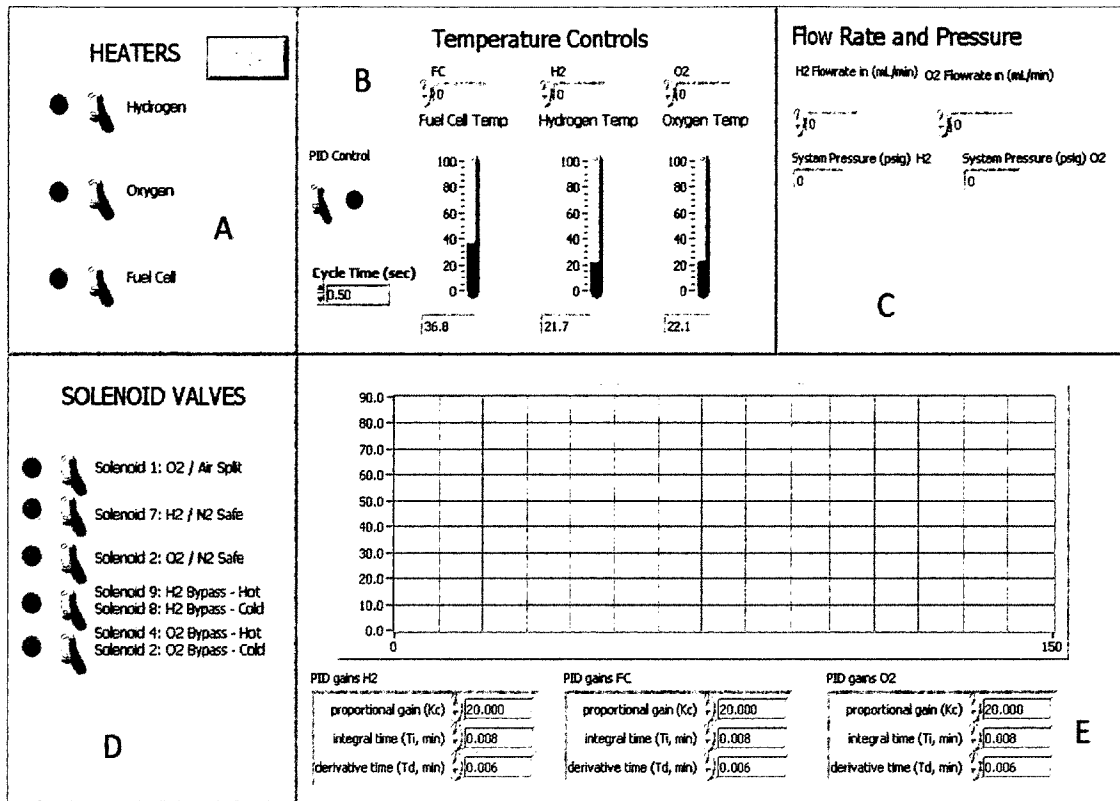 HEATERS
Hydrogen
Oxygen
Fuel Cell
A
B
Temperature Controls
FC
H2
O2
0
0
0
Fuel Cell Temp
Hydrogen Temp
Oxygen Temp
PID Control
100
80
60
40
20
0
100
80
60
40
20
0
100
80
60
40
20
0
Cycle Time (sec)
0.50
36.8
21.7
22.1
Flow Rate and Pressure
H2 Flowrate in (mL/min)
O2 Flowrate in (mL/min)
0
0
System Pressure (psig) H2
System Pressure (psig) O2
0
0
C
SOLENOID VALVES
Solenoid 1: O2 / Air Split
Solenoid 7: H2 / N2 Safe
Solenoid 2: O2 / N2 Safe
Solenoid 9: H2 Bypass - Hot
Solenoid 8: H2 Bypass - Cold
Solenoid 4: O2 Bypass - Hot
Solenoid 2: O2 Bypass - Cold
D
90.0
80.0
70.0
60.0
50.0
40.0
30.0
20.0
10.0
0.0
0
150
PID gains H2
proportional gain (Kc) 20.000
integral time (Ti, min) 0.008
derivative time (Td, min) 0.006
PID gains FC
proportional gain (Kc) 20.000
integral time (Ti, min) 0.008
derivative time (Td, min) 0.006
PID gains O2
proportional gain (Kc) 20.000
integral time (Ti, min) 0.008
derivative time (Td, min) 0.006
E